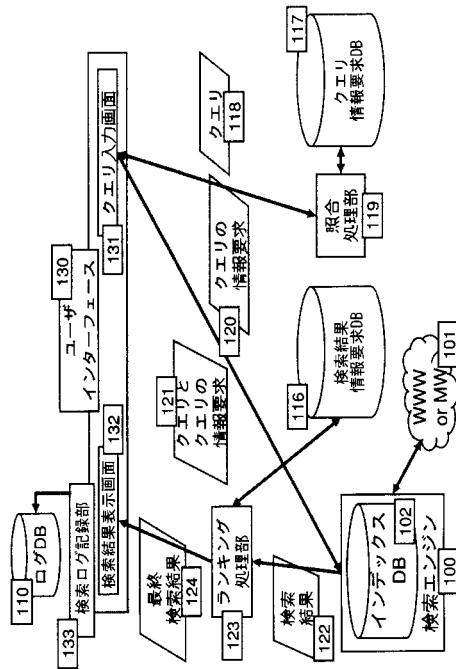 110
ログDB
133
検索ログ記録部
検索結果表示画面
132
ユーザ
インターフェース
130
クエリ入力画面
131
最終
検索結果
124
クエリと
クエリの
情報要求
121
クエリの
情報要求
120
クエリ
118
ランキング
処理部
123
検索
結果
122
検索結果
情報要求DB
116
照合
処理部
119
クエリ
情報要求DB
117
インデックス
DB
102
検索エンジン
100
WWW
or MW
101